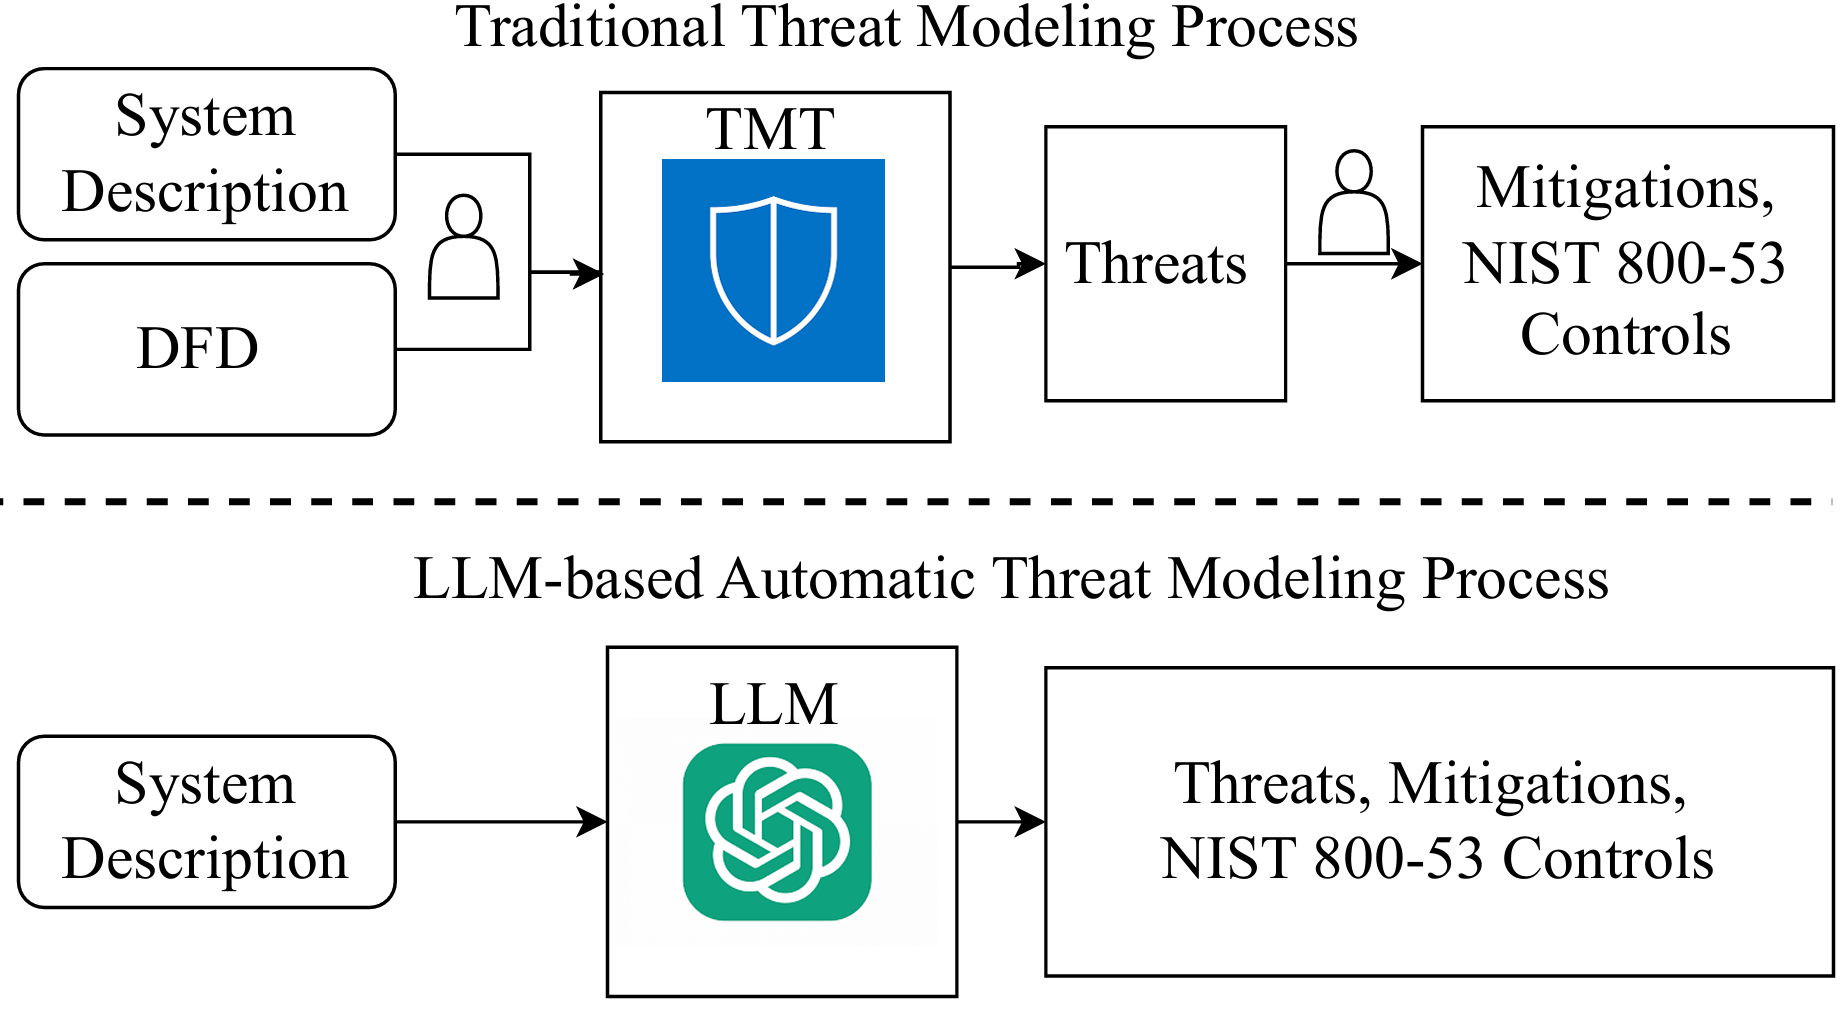 Traditional Threat Modeling Process
System
Description
DFD
TMT
Threats
Mitigations,
NIST 800-53
Controls
LLM-based Automatic Threat Modeling Process
System
Description
LLM
Threats, Mitigations,
NIST 800-53 Controls